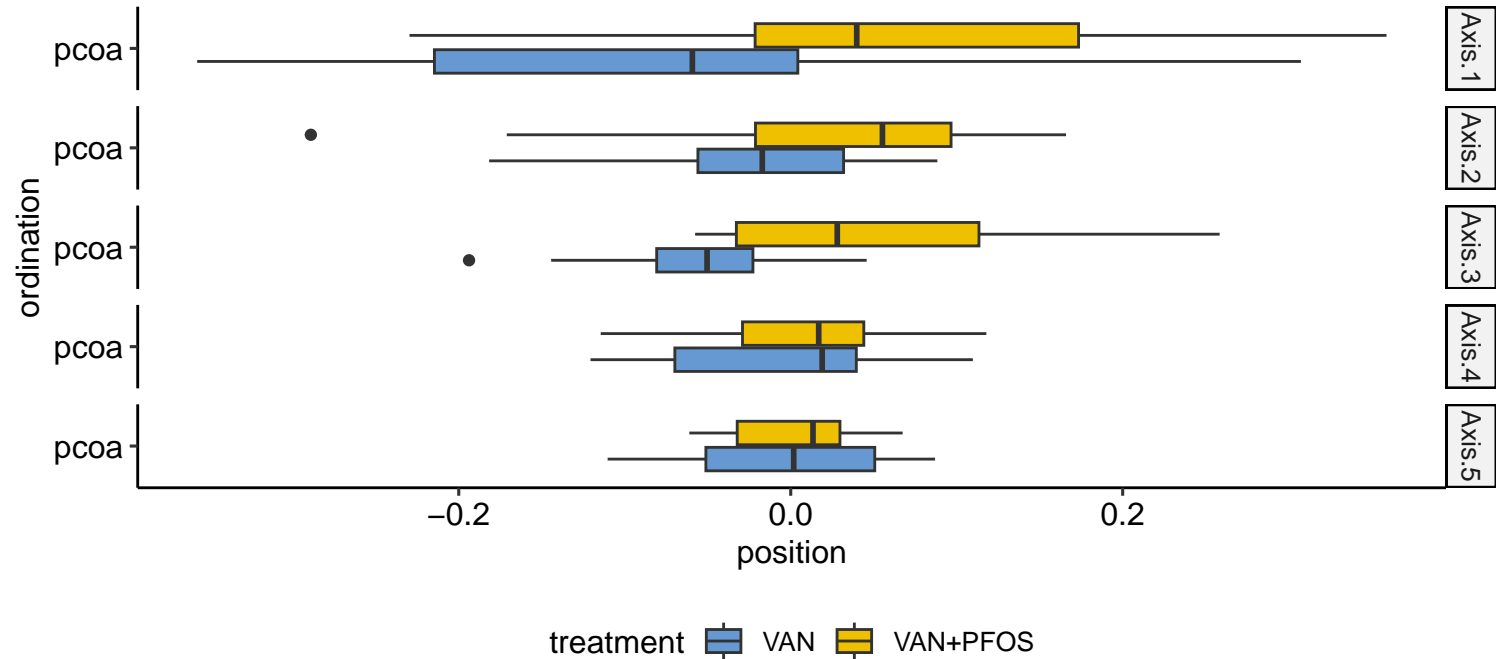 pcoa
Axis.1
pcoa
Axis.2
pcoa
Axis.3
pcoa
Axis.4
pcoa
Axis.5
ordination
−0.2 0.0 0.2
position
treatment VAN VAN+PFOS